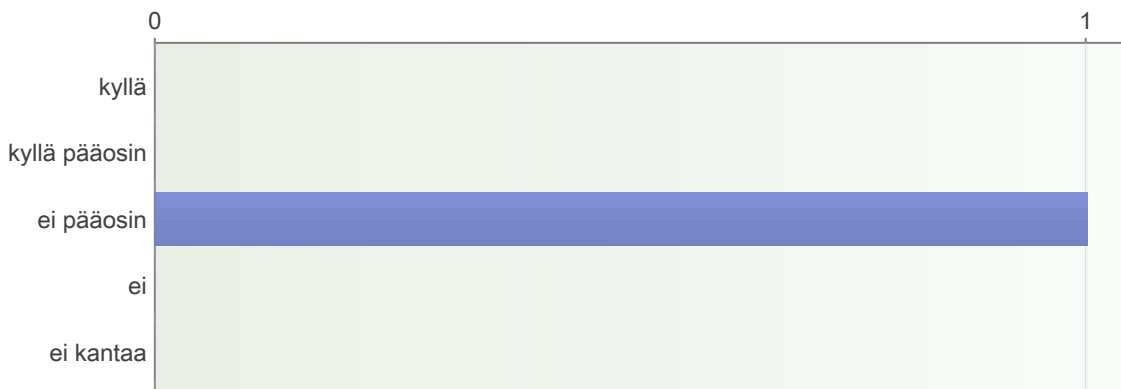 0 1
kyllä
kyllä pääosin
ei pääosin
ei
ei kantaa